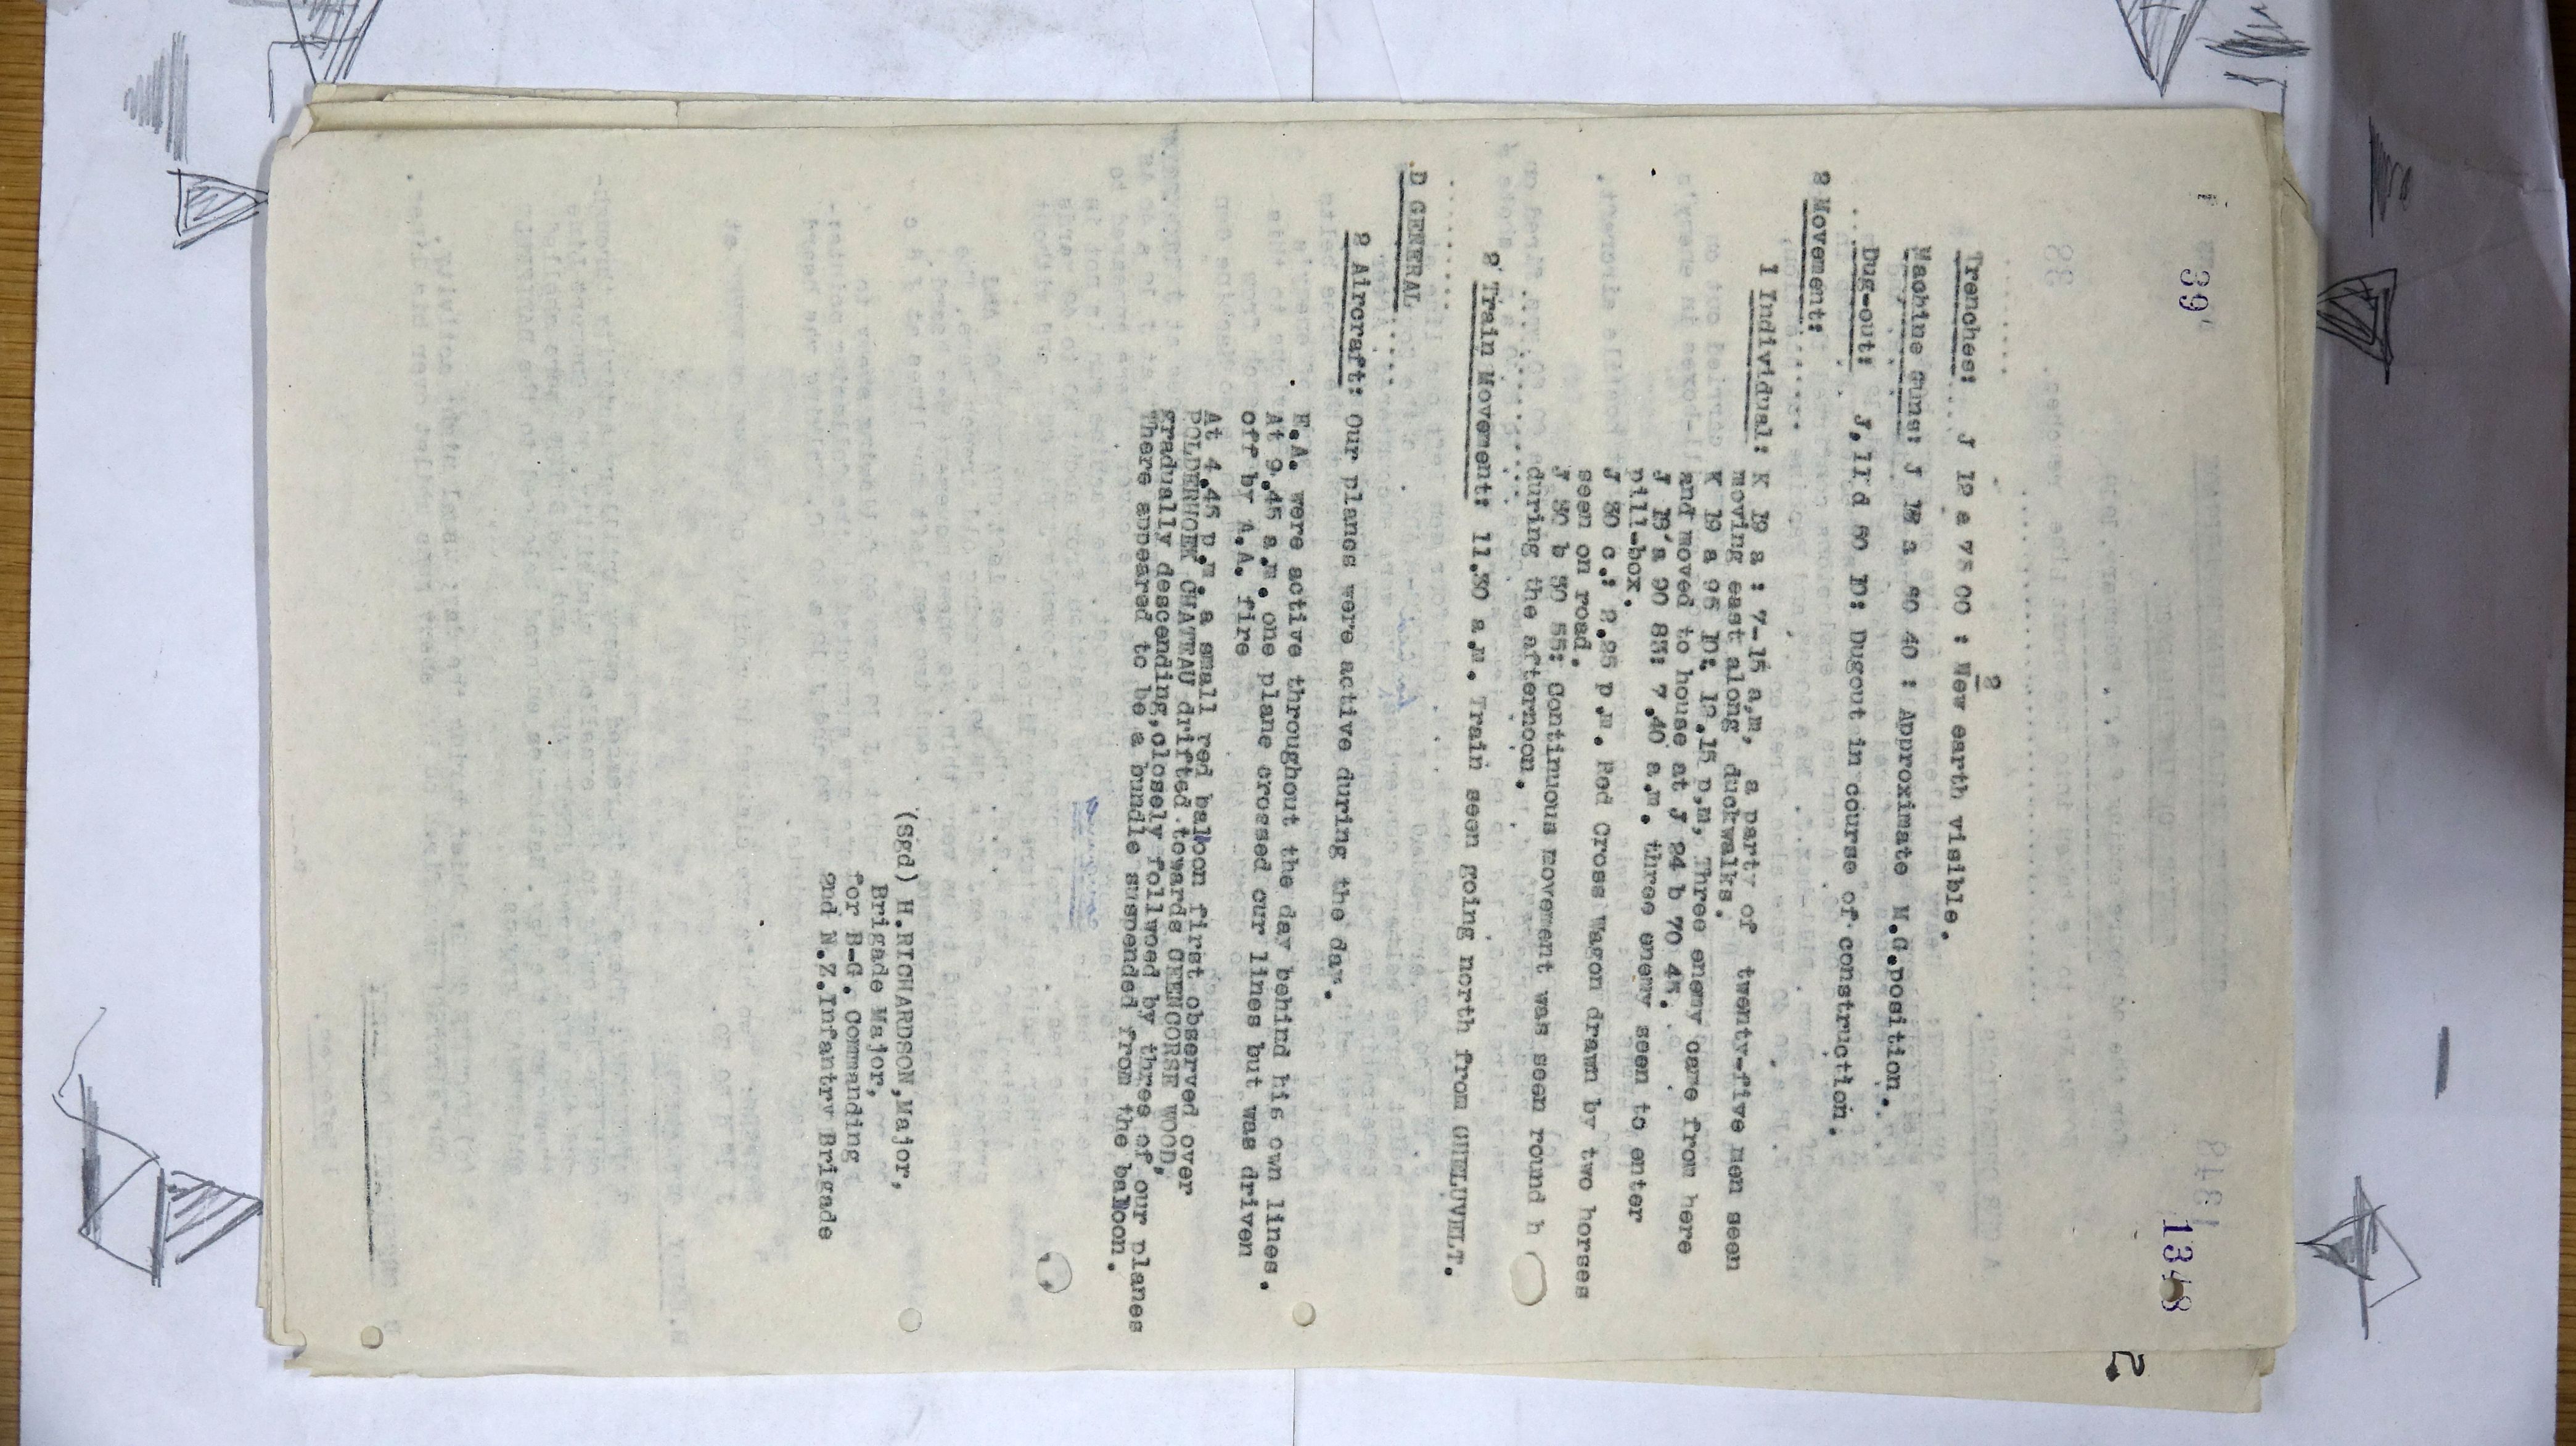 39
1348
2
2
Trenches: J 12 a 75 00 : New earth visible.
Machine Guns: J 12 a 80 40 : Approximate M.G.position.
Dug-out: J,11 d 60 10: Dugout in course of construction.
2 Movement:
1 Individual: K 19 a : 7-15 a,m, a party of twenty-five men seen
moving east along duckwalks.
K 19 a 95 10: 12.15 p,m, Three enemy came from here
and moved to house at J 24 b 70 45.
J 19 a 90 83: 7.40 a.m. three enemy seen to enter
pill-box.
J 30 c.: 2.25 p.m. Red Cross Wagon drawn by two horses
seen on road.
J 30 b 30 55: Continuous movement was seen round h
during the afternoon.
2 Train Movement: 11.30 a.m. Train seen going north from GHELUVELT.
D GENERAL
2 Aircraft: Our planes were active during the day.
E.A. were active throughout the day behind his own lines.
At 9.45 a.m. one plane crossed our lines but was driven
off by A.A. fire
At 4.45 p.m. a small red balloon first observed over
POLDERHOEK CHATEAU drifted towards GLENCORSE WOOD,
gradually descending,closely follwoed by three of our planes
There appeared to be a bundle suspended from the balloon.
(Sgd) H.RICHARDSON,Major,
Brigade Major,
for B-G. Commanding
2nd N.Z.Infantry Brigade